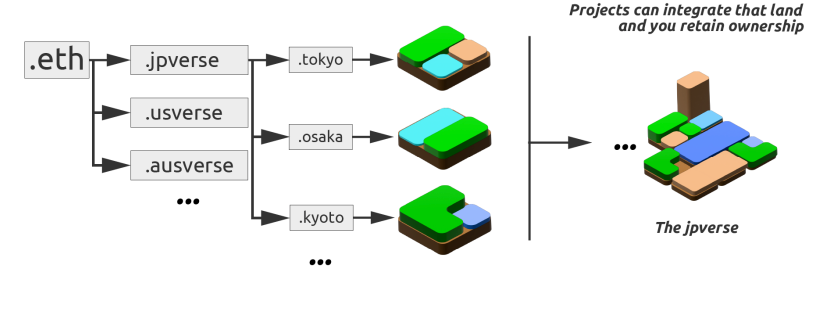 Projects can integrate that land
and you retain ownership
.eth
.jpverse
.tokyo
.usverse
.osaka
...
.ausverse
...
.kyoto
The jpverse
...